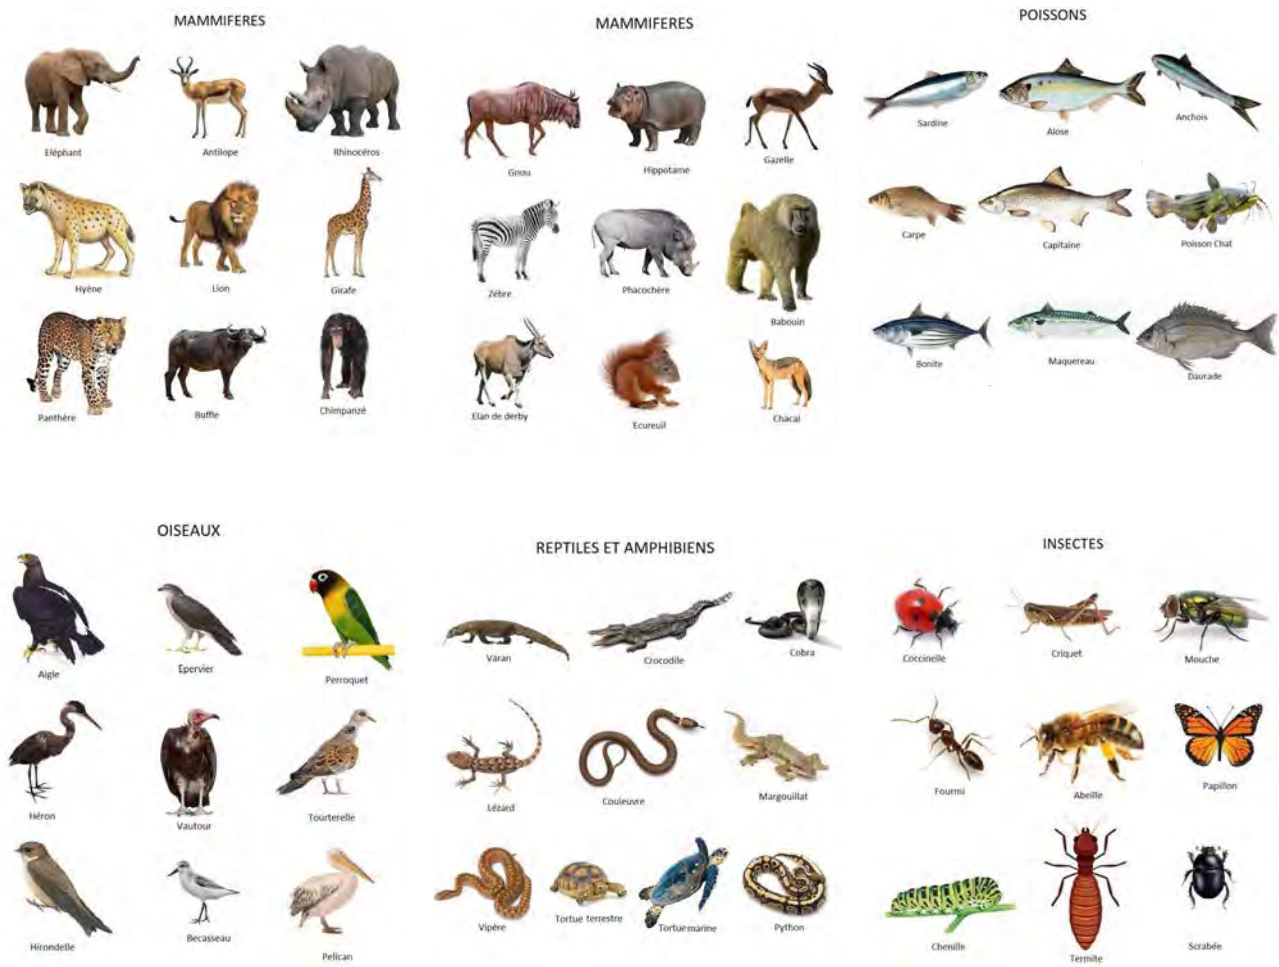 MAMMIFERES
Eléphant
Antilope
Rhinocéros
Hyène
Lion
Girafe
Panthère
Buffle
Chimpanzé
MAMMIFERES
Gnou
Hippotame
Gazelle
Zèbre
Phacochère
Babouin
Elan de derby
Ecureuil
Chacal
POISSONS
Sardine
Alose
Anchois
Carpe
Capitaine
Poisson Chat
Bonite
Maquereau
Daurade
OISEAUX
Aigle
Epervier
Perroquet
Héron
Vautour
Tourterelle
Hirondelle
Becasseau
Pelican
REPTILES ET AMPHIBIENS
Varan
Crocodile
Cobra
Lézard
Couleuvre
Margouillat
Vipère
Tortue terrestre
Tortue marine
Python
INSECTES
Coccinelle
Criquet
Mouche
Fourmi
Abeille
Papillon
Chenille
Termite
Scrabée